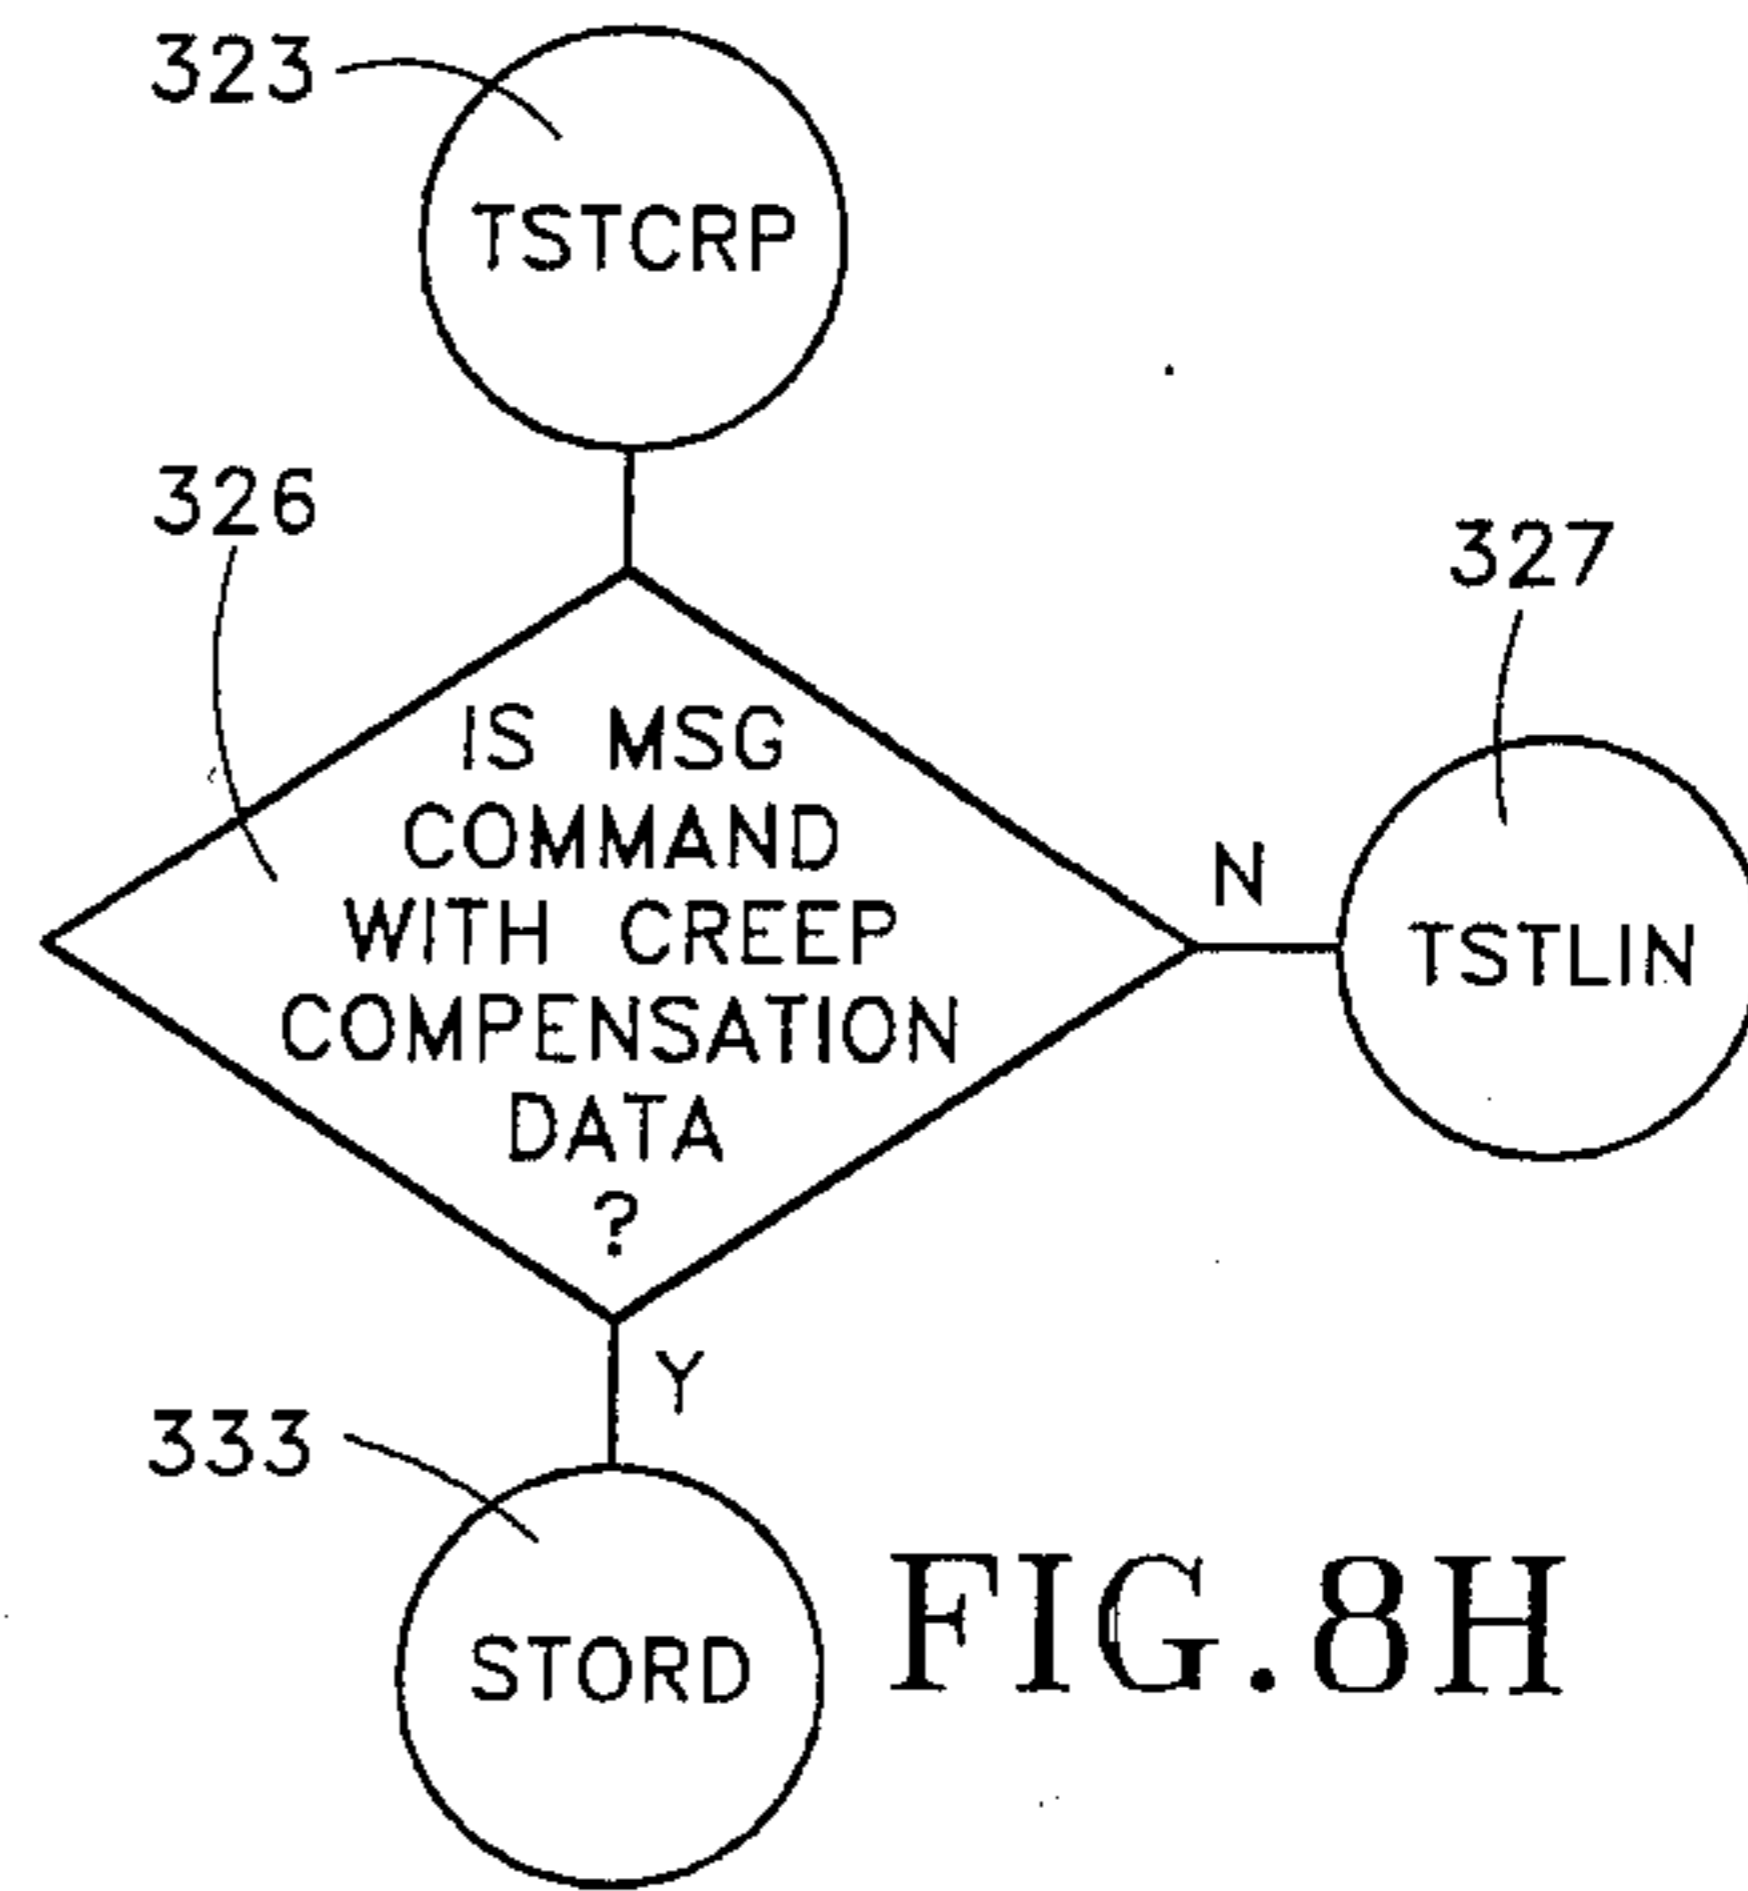 323
TSTCRP
326
327
IS MSG
COMMAND
WITH CREEP
COMPENSATION
DATA
?
N
TSTLIN
Y
333
STORD
FIG.8H